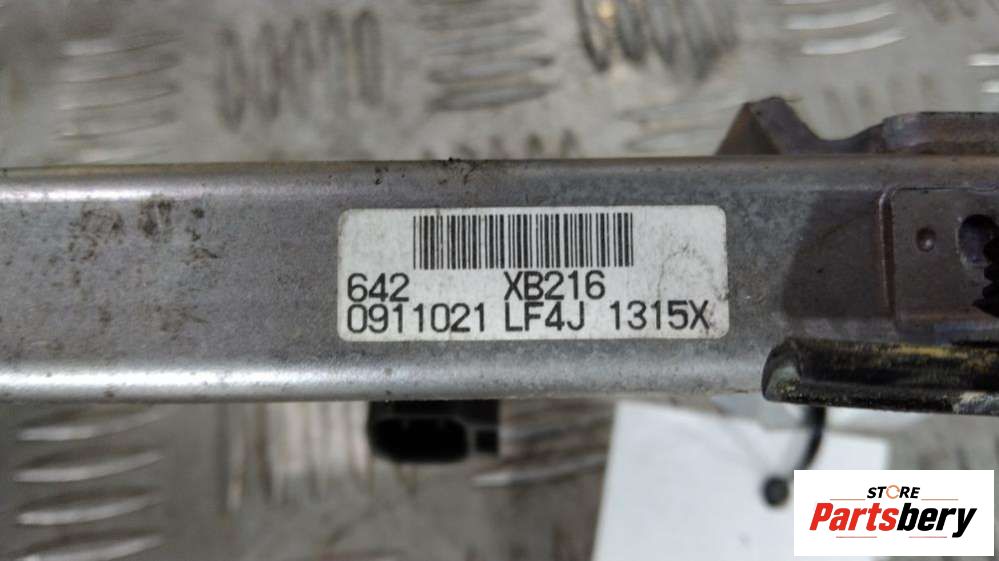 642 XB216
0911021 LF4J 1315X
STORE
Partsbery